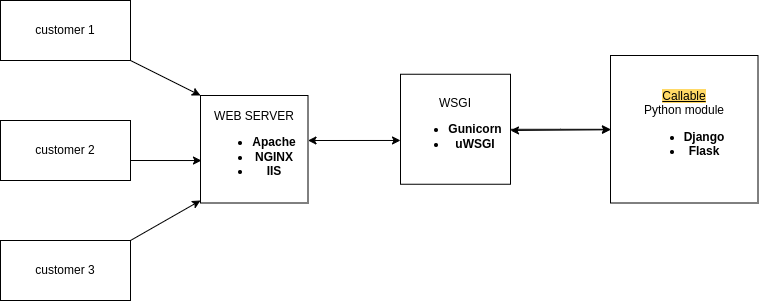 customer 1
customer 2
customer 3
WEB SERVER
• Apache
• NGINX
• IIS
WSGI
• Gunicorn
• uWSGI
Callable
Python module
• Django
• Flask